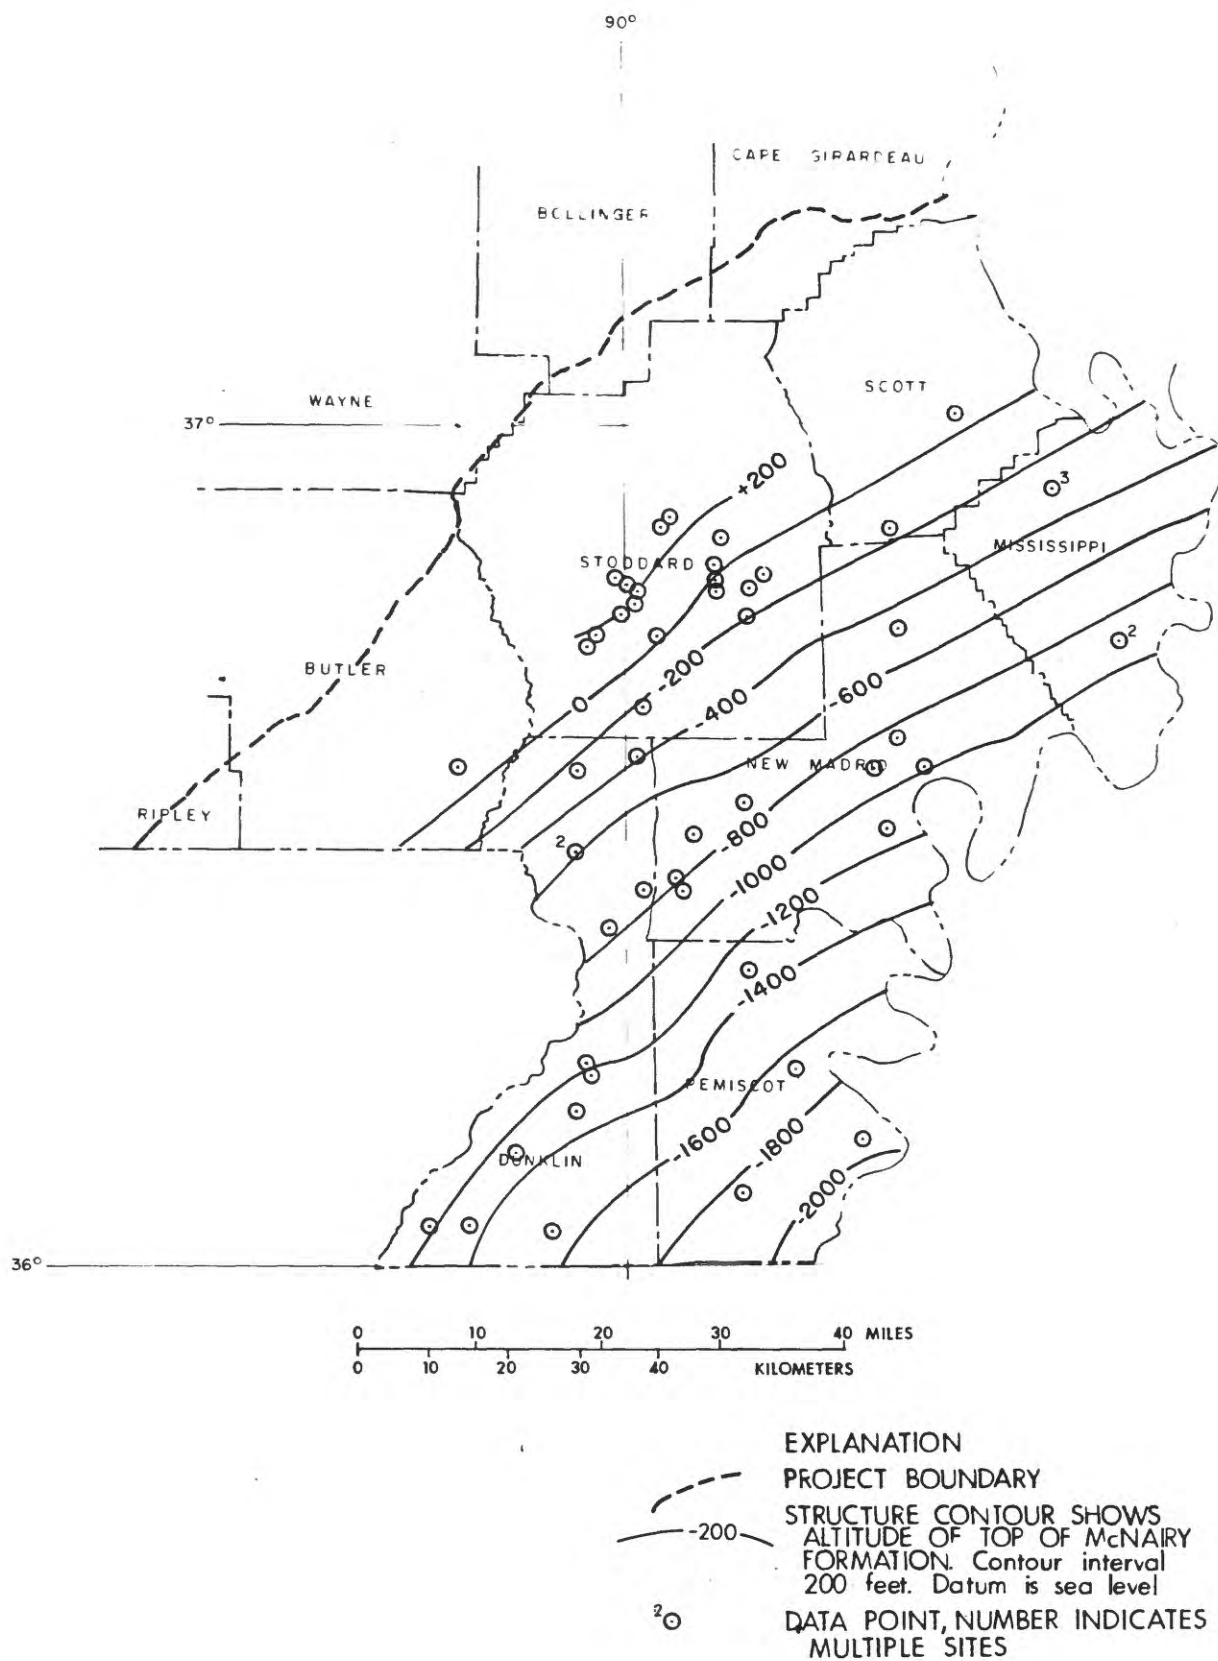 90°
CAPE GIRARDEAU
BOLLINGER
SCOTT
WAYNE
37°
+200
3
STODDARD
MISSISSIPPI
2
BUTLER
-200
0
-400
-600
NEW MADRID
RIPLEY
2
-800
-1000
-1200
-1400
PEMISCOT
-1600
-1800
DUNKLIN
-2000
36°
0 10 20 30 40 MILES
0 10 20 30 40 KILOMETERS
EXPLANATION
PROJECT BOUNDARY
-200
STRUCTURE CONTOUR SHOWS
ALTITUDE OF TOP OF McNAIRY
FORMATION. Contour interval
200 feet. Datum is sea level
2
DATA POINT, NUMBER INDICATES
MULTIPLE SITES